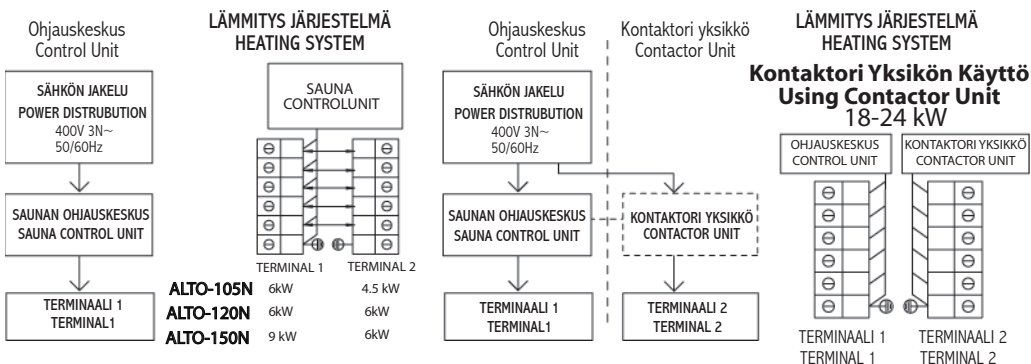 Ohjauskeskus
Control Unit
SÄHKÖN JAKELU
POWER DISTRUBUTION
400V 3N~
50/60Hz
SAUNAN OHJAUSKESKUS
SAUNA CONTROL UNIT
TERMINAALI 1
TERMINAL1
LÄMMITYS JÄRJESTELMÄ
HEATING SYSTEM
SAUNA
CONTROLUNIT
TERMINAL 1 TERMINAL 2
ALTO-105N 6kW 4.5 kW
ALTO-120N 6kW 6kW
ALTO-150N 9 kW 6kW
Ohjauskeskus
Control Unit
Kontaktori yksikkö
Contactor Unit
SÄHKÖN JAKELU
POWER DISTRUBUTION
400V 3N~
50/60Hz
SAUNAN OHJAUSKESKUS
SAUNA CONTROL UNIT
KONTAKTORI YKSIKKÖ
CONTACTOR UNIT
TERMINAALI 1
TERMINAL1
TERMINAALI 2
TERMINAL 2
LÄMMITYS JÄRJESTELMÄ
HEATING SYSTEM
Kontaktori Yksikön Käyttö
Using Contactor Unit
18-24 kW
OHJAUSKESKUS
CONTROL UNIT
KONTAKTORI YKSIKKÖ
CONTACTOR UNIT
TERMINAALI 1
TERMINAL 1
TERMINAALI 2
TERMINAL 2